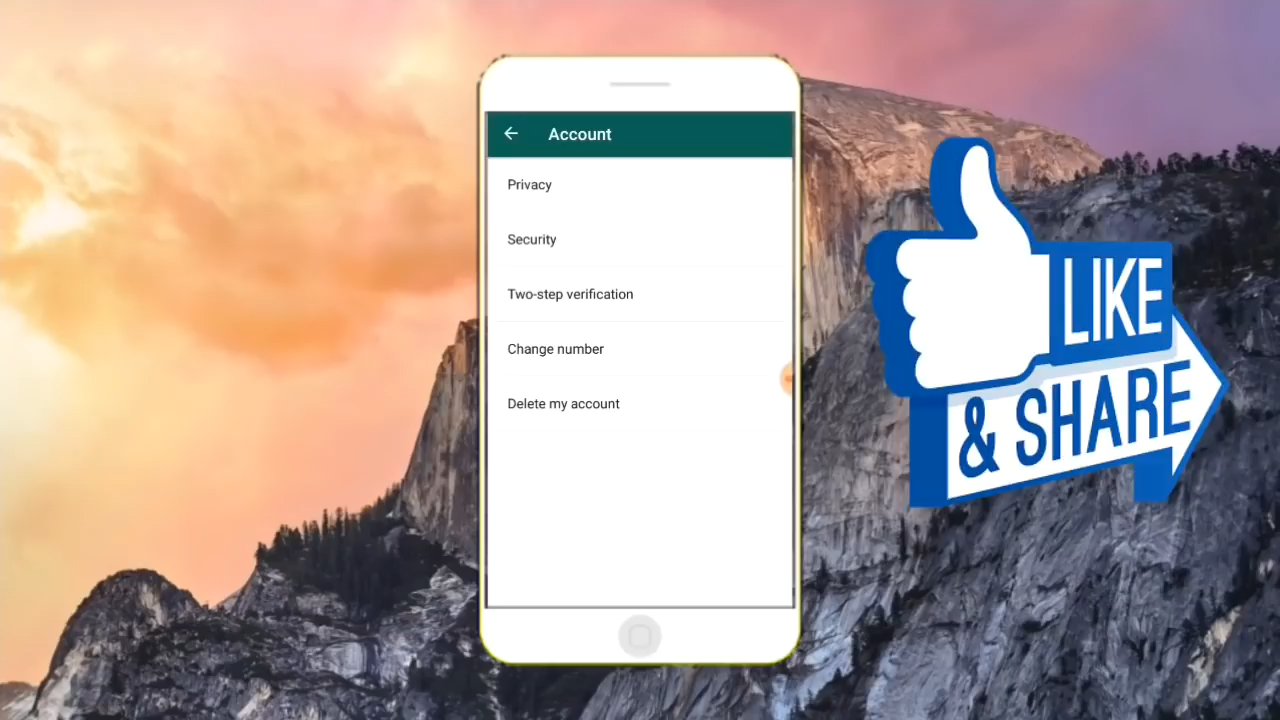 Account
Privacy
Security
Two-step verification
Change number
Delete my account
LIKE
& SHARE